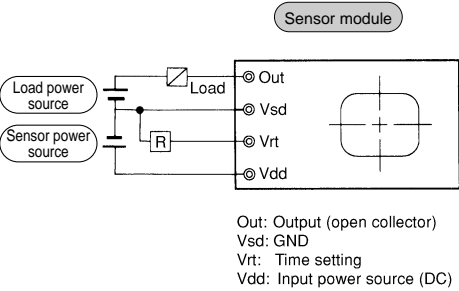 Sensor module
Load power
source
Sensor power
source
Load
R
Out
Vsd
Vrt
Vdd
Out: Output (open collector)
Vsd: GND
Vrt: Time setting
Vdd: Input power source (DC)